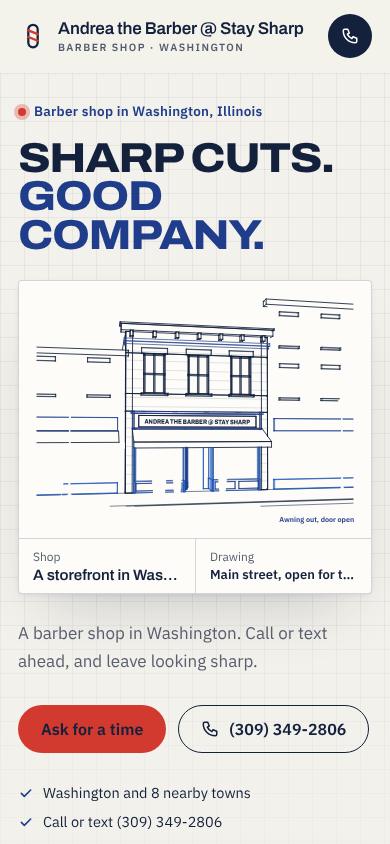 Andrea the Barber @ Stay Sharp
BARBER SHOP · WASHINGTON
Barber shop in Washington, Illinois
SHARP CUTS.
GOOD
COMPANY.
ANDREA THE BARBER @ STAY SHARP
Awning out, door open
Shop
A storefront in Was…
Drawing
Main street, open for t…
A barber shop in Washington. Call or text
ahead, and leave looking sharp.
Ask for a time
(309) 349-2806
Washington and 8 nearby towns
Call or text (309) 349-2806